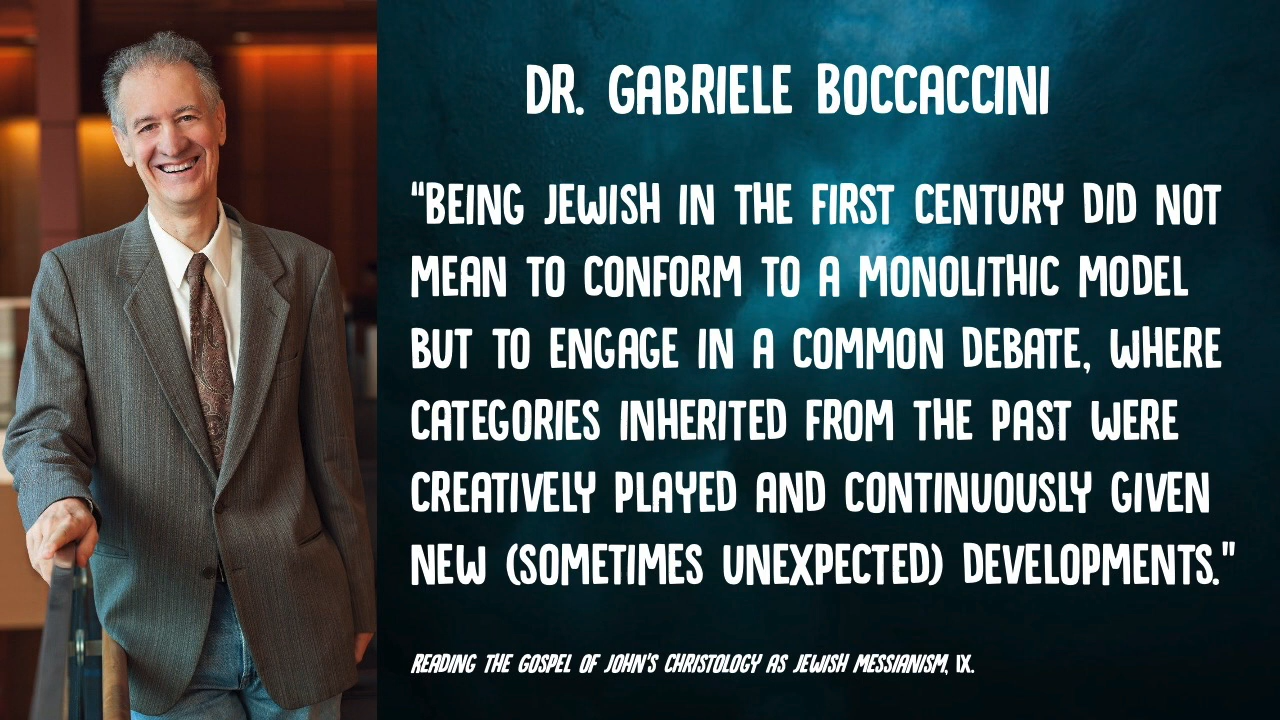 DR. GABRIELE BOCCACCINI
“BEING JEWISH IN THE FIRST CENTURY DID NOT
MEAN TO CONFORM TO A MONOLITHIC MODEL
BUT TO ENGAGE IN A COMMON DEBATE, WHERE
CATEGORIES INHERITED FROM THE PAST WERE
CREATIVELY PLAYED AND CONTINUOUSLY GIVEN
NEW (SOMETIMES UNEXPECTED) DEVELOPMENTS."
READING THE GOSPEL OF JOHN'S CHRISTOLOGY AS JEWISH MESSIANISM, IX.